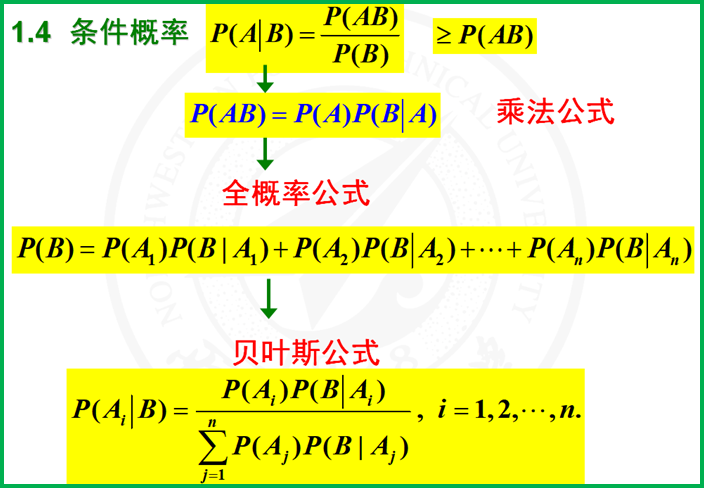 1.4 条件概率 P(A|B) = P(AB) / P(B) ≥ P(AB)
P(AB) = P(A)P(B|A) 乘法公式
全概率公式
P(B) = P(A₁)P(B | A₁) + P(A₂)P(B|A₂) + ⋯ + P(Aₙ)P(B|Aₙ)
贝叶斯公式
P(Aᵢ|B) = P(Aᵢ)P(B|Aᵢ) / ∑ⱼ₌₁ⁿ P(Aⱼ)P(B | Aⱼ) , i = 1,2,⋯,n.